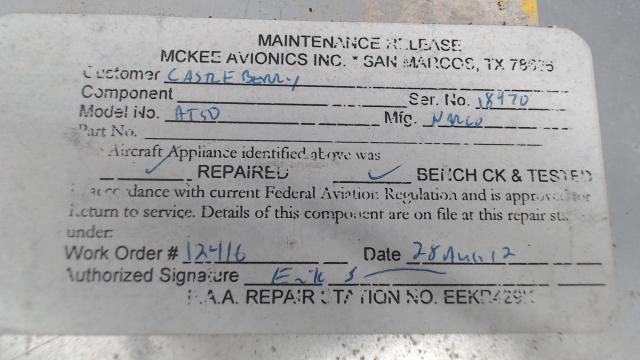 MAINTENANCE RELEASE
MCKEE AVIONICS INC. * SAN MARCOS, TX
Customer CASTLEBERRY
Component Ser. No. 18970
Model No. Mfg. NARCO
Part No.
Aircraft Appliance identified above was
✓ REPAIRED ✓ BENCH CK & TESTED
accordance with current Federal Aviation Regulation and is approved for
return to service. Details of this component are on file at this repair
under:
Work Order # 12416 Date 28 Aug 12
Authorized Signature Erik S
F.A.A. REPAIR STATION NO.